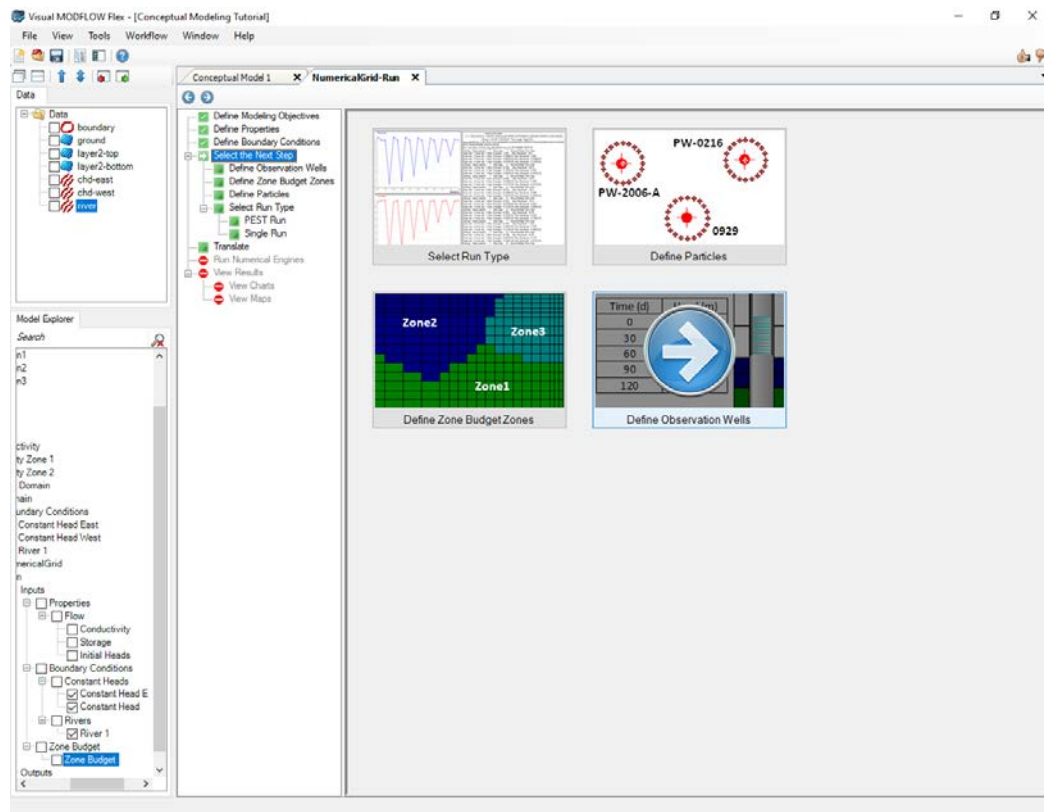 Visual MODFLOW Flex - [Conceptual Modeling Tutorial]
File View Tools Workflow Window Help
Data
Data
boundary
ground
layer2-top
layer2-bottom
chd-east
chd-west
river
Model Explorer
Search
n1
n2
n3
ctivity
ty Zone 1
ty Zone 2
Domain
main
undary Conditions
Constant Head East
Constant Head West
River 1
mericalGrid
n
Inputs
Properties
Flow
Conductivity
Storage
Initial Heads
Boundary Conditions
Constant Heads
Constant Head E
Constant Head
Rivers
River 1
Zone Budget
Zone Budget
Outputs
Conceptual Model 1 X NumericalGrid-Run X
Define Modeling Objectives
Define Properties
Define Boundary Conditions
Select the Next Step
Define Observation Wells
Define Zone Budget Zones
Define Particles
Select Run Type
PEST Run
Single Run
Translate
Run Numerical Engines
View Results
View Charts
View Maps
Select Run Type
PW-0216
PW-2006-A
0929
Define Particles
Zone2
Zone3
Zone1
Define Zone Budget Zones
Time (d)
0
30
60
90
120
Define Observation Wells